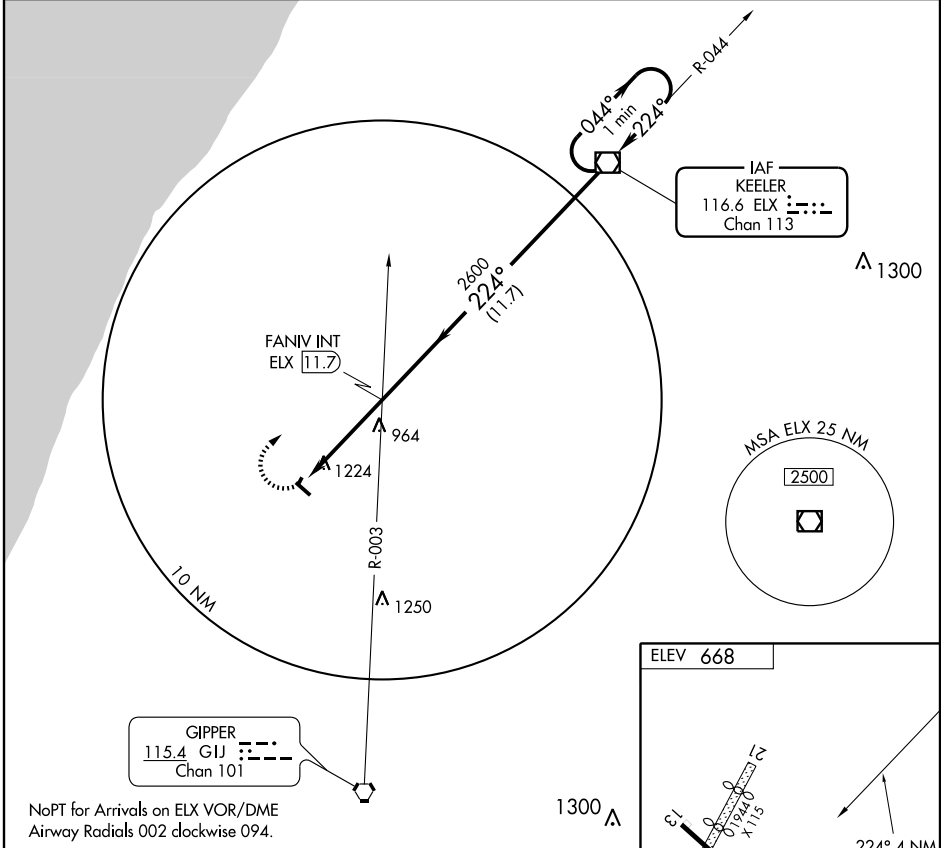 R-044
044°
1 min
224°
IAF
KEELER
116.6 ELX
Chan 113
1300
2600
224°
(11.7)
FANIV INT
ELX 11.7
964
1224
MSA ELX 25 NM
2500
R-003
10 NM
1250
ELEV 668
GIPPER
115.4 GIJ
Chan 101
NoPT for Arrivals on ELX VOR/DME
Airway Radials 002 clockwise 094.
1300
21
13
1944
X 115
224° 4 NM